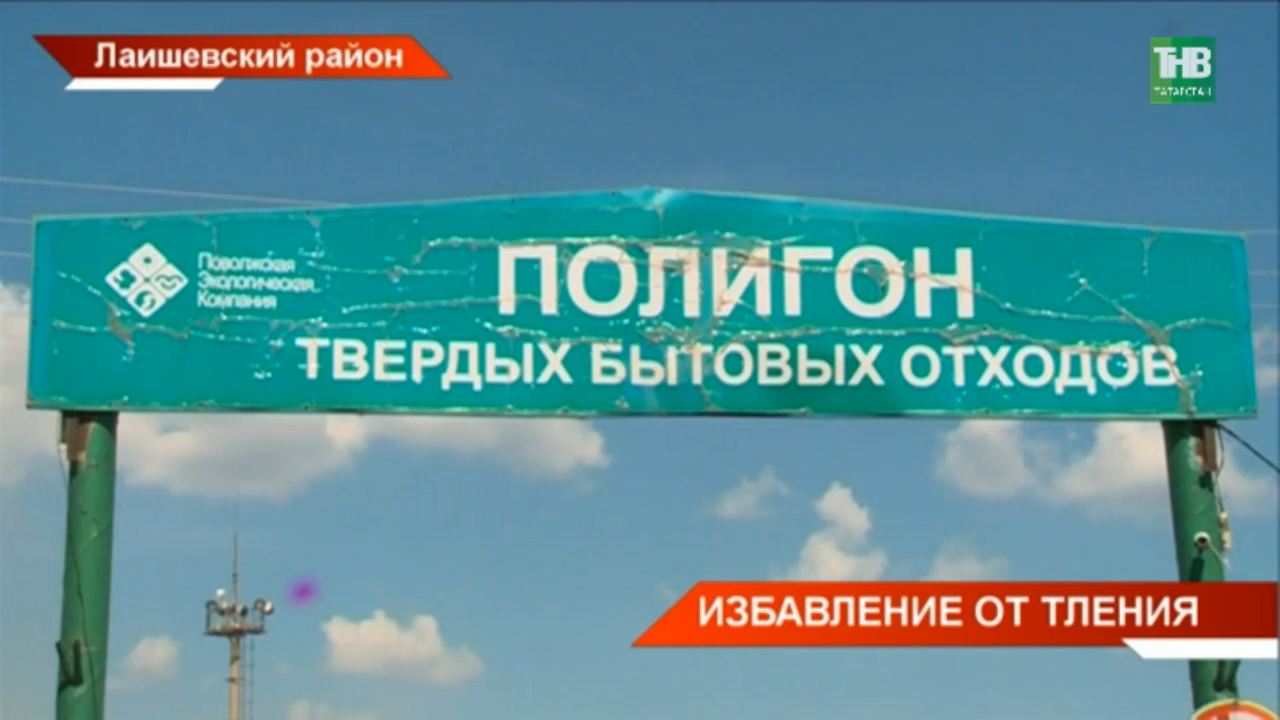 Лаишевский район
ТНВ
ТАТАРСТАН
Поволжская
Экологическая
Компания
ПОЛИГОН
ТВЕРДЫХ БЫТОВЫХ ОТХОДОВ
ИЗБАВЛЕНИЕ ОТ ТЛЕНИЯ